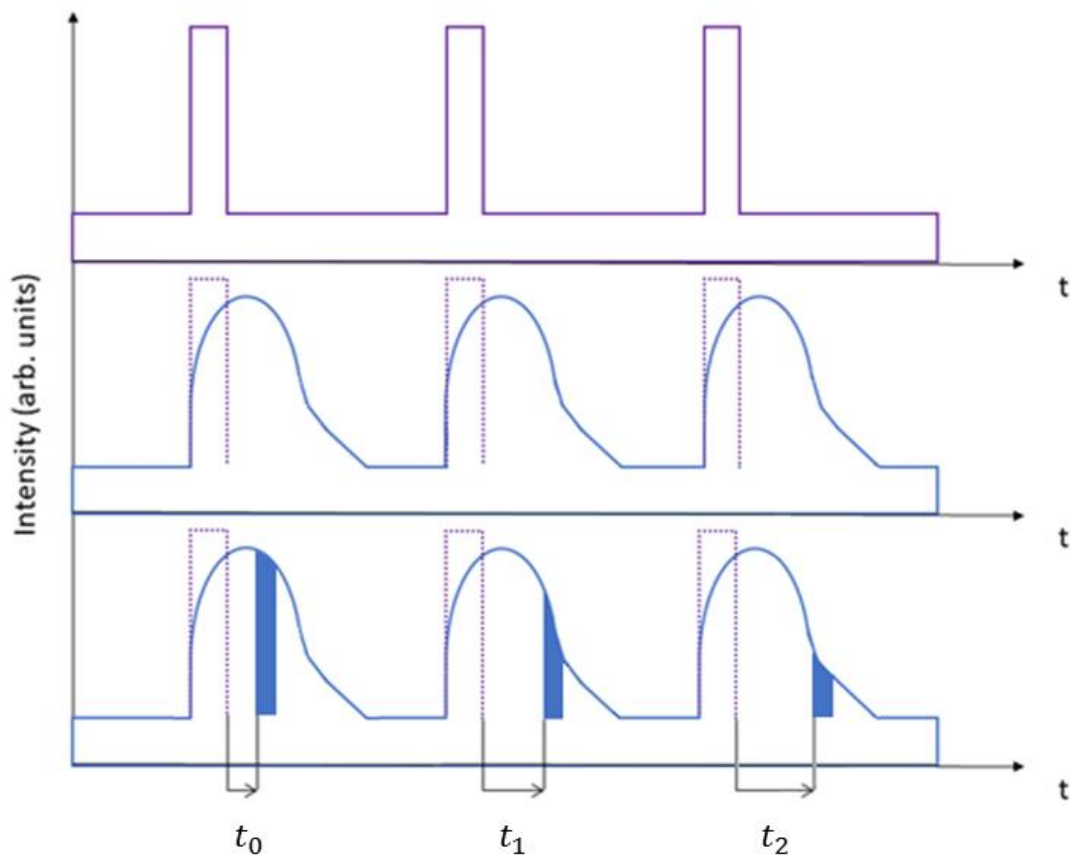 Intensity (arb. units)
t
t
t
t₀
t₁
t₂